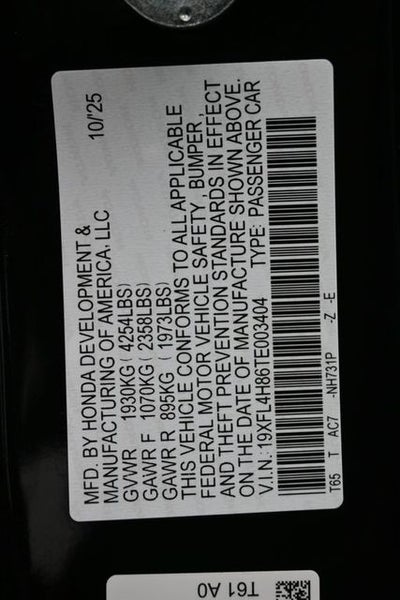 MFD. BY HONDA DEVELOPMENT &
MANUFACTURING OF AMERICA, LLC 10/'25
GVWR 1930KG ( 4254LBS)
GAWR F 1070KG ( 2358LBS)
GAWR R 895KG ( 1973LBS)
THIS VEHICLE CONFORMS TO ALL APPLICABLE
FEDERAL MOTOR VEHICLE SAFETY, BUMPER,
AND THEFT PREVENTION STANDARDS IN EFFECT
ON THE DATE OF MANUFACTURE SHOWN ABOVE.
V.I.N.: 19XFL4H86TE003404 TYPE: PASSENGER CAR
T65 T AC7 -NH731P -Z -E
T61 A0